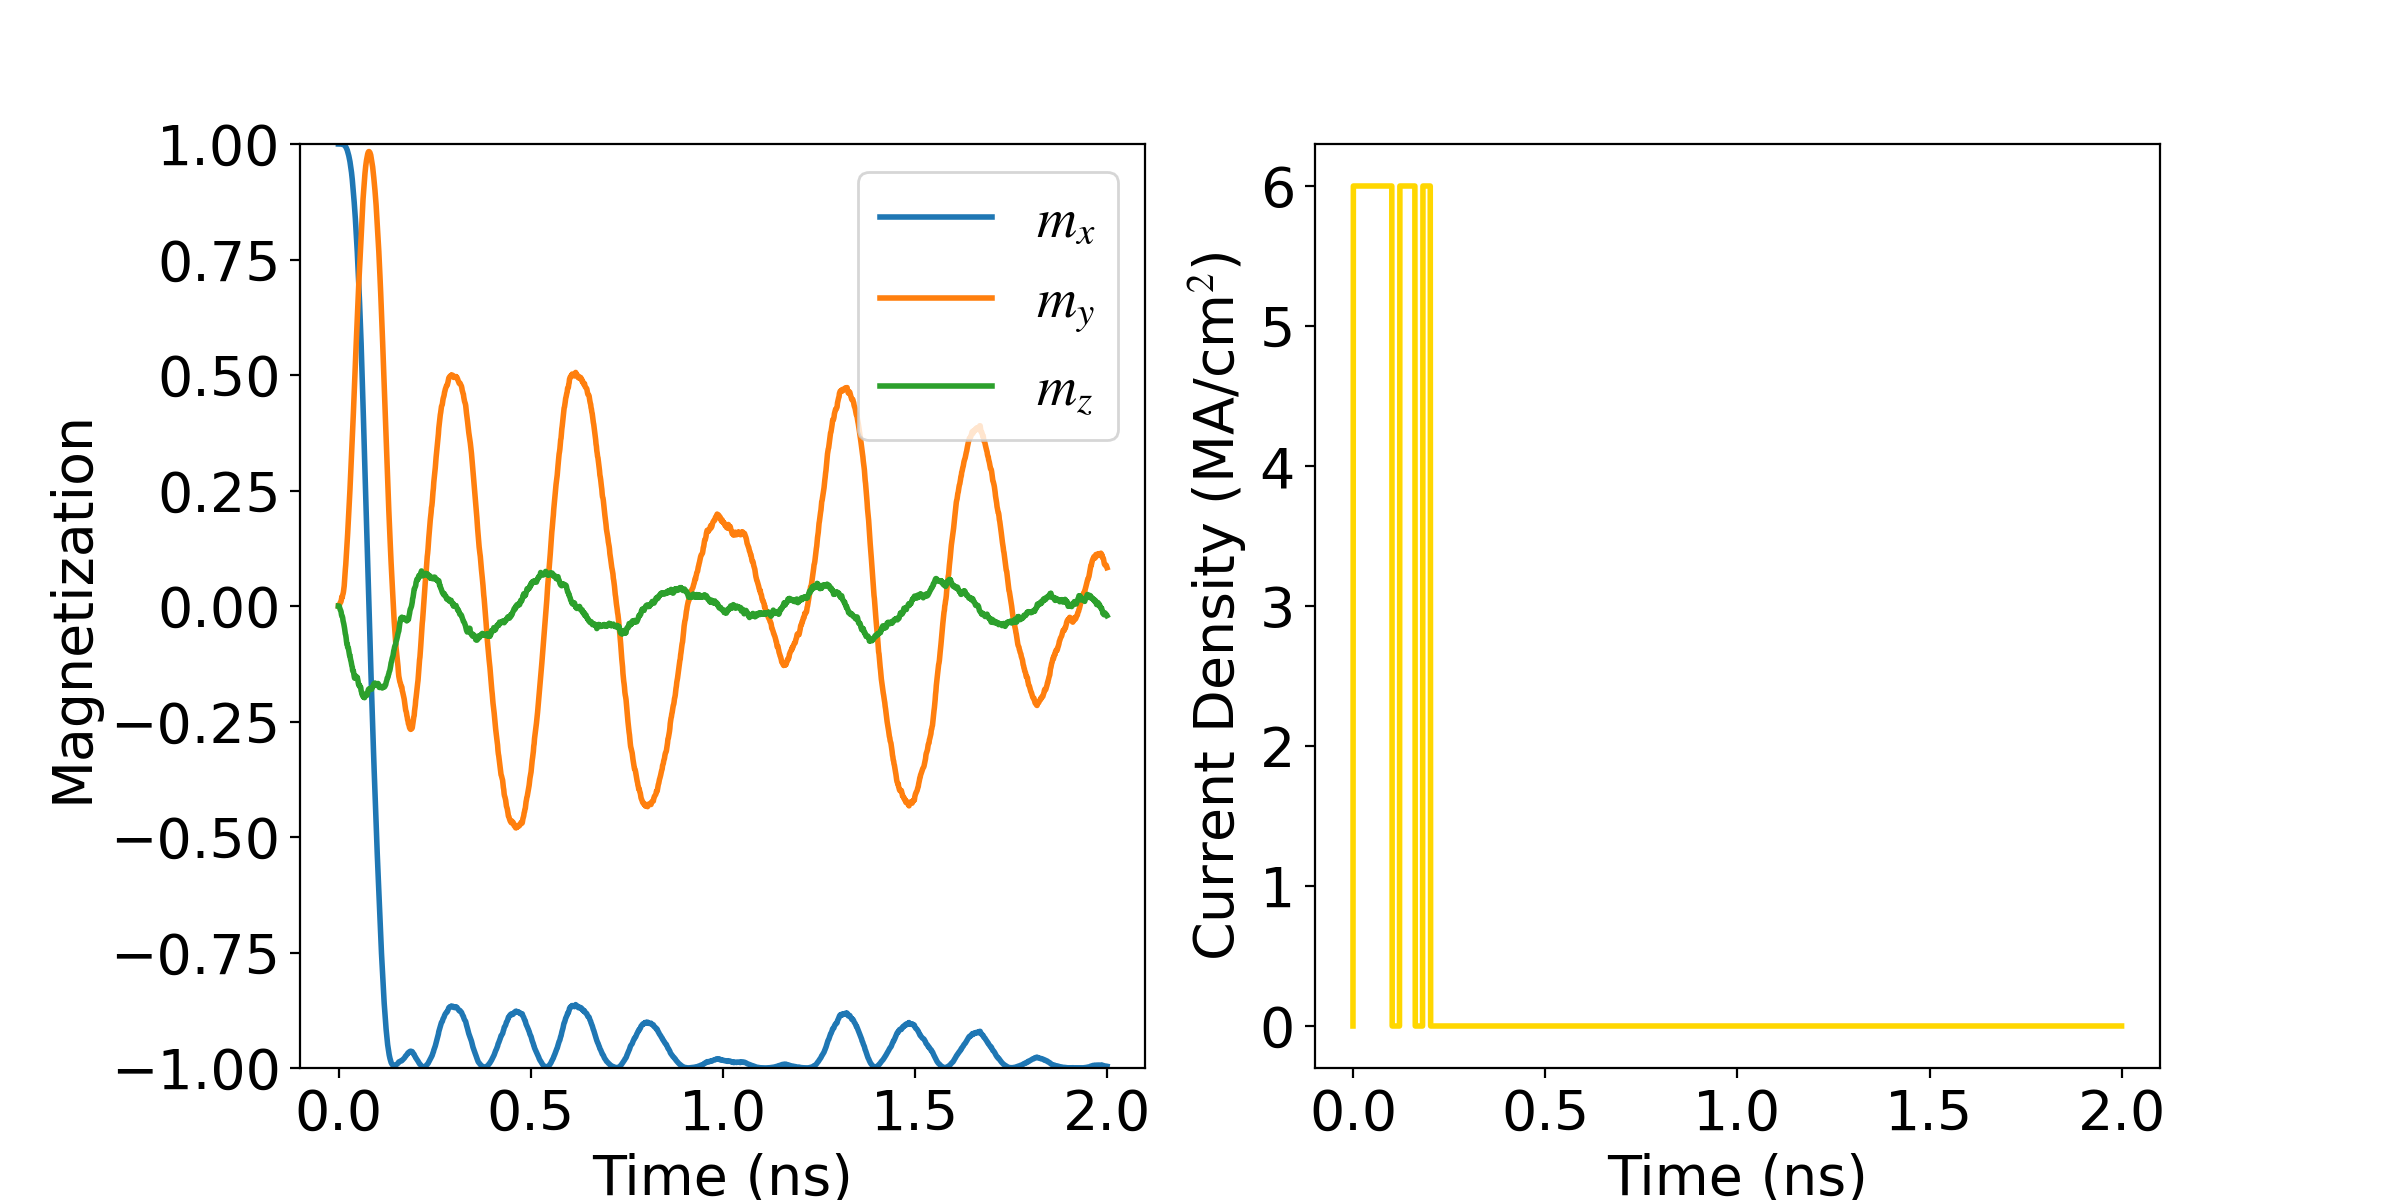 1.00
0.75
0.50
0.25
0.00
−0.25
−0.50
−0.75
−1.00
Magnetization
0.0 0.5 1.0 1.5 2.0
Time (ns)
mₓ
m_y
m_z
6
5
4
3
2
1
0
Current Density (MA/cm²)
0.0 0.5 1.0 1.5 2.0
Time (ns)